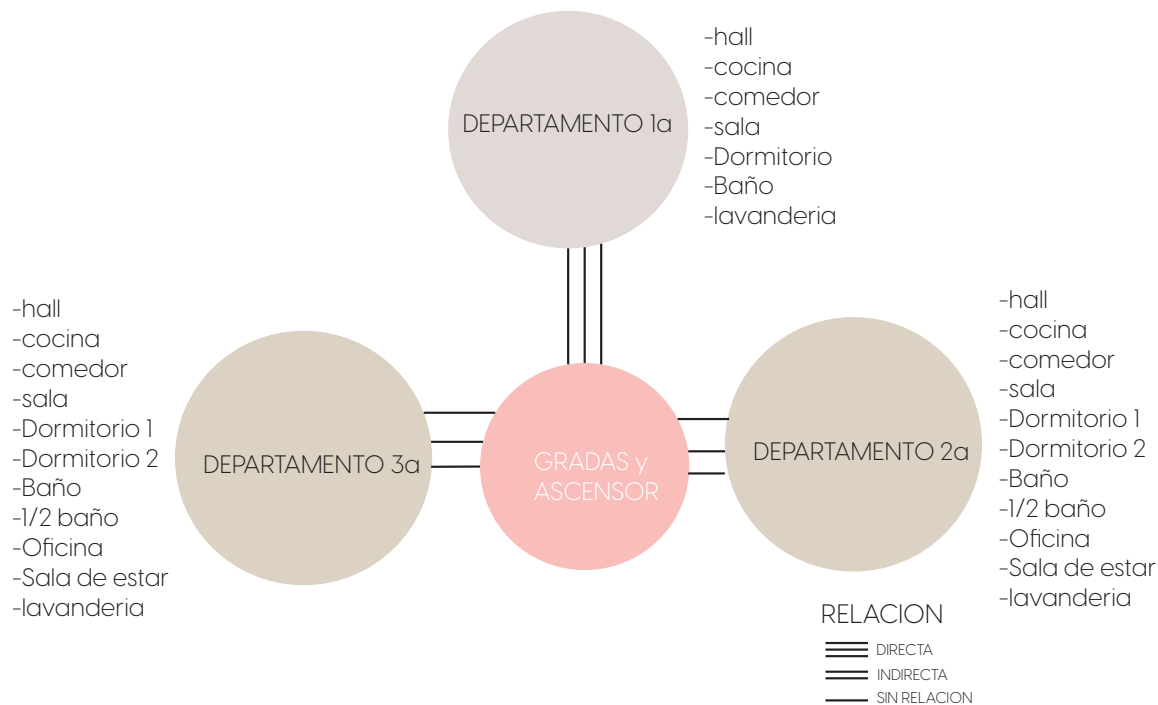 DEPARTAMENTO 1a
-hall
-cocina
-comedor
-sala
-Dormitorio
-Baño
-lavanderia
-hall
-cocina
-comedor
-sala
-Dormitorio 1
-Dormitorio 2
-Baño
-1/2 baño
-Oficina
-Sala de estar
-lavanderia
DEPARTAMENTO 3a
GRADAS y
ASCENSOR
DEPARTAMENTO 2a
-hall
-cocina
-comedor
-sala
-Dormitorio 1
-Dormitorio 2
-Baño
-1/2 baño
-Oficina
-Sala de estar
-lavanderia
RELACION
DIRECTA
INDIRECTA
SIN RELACION